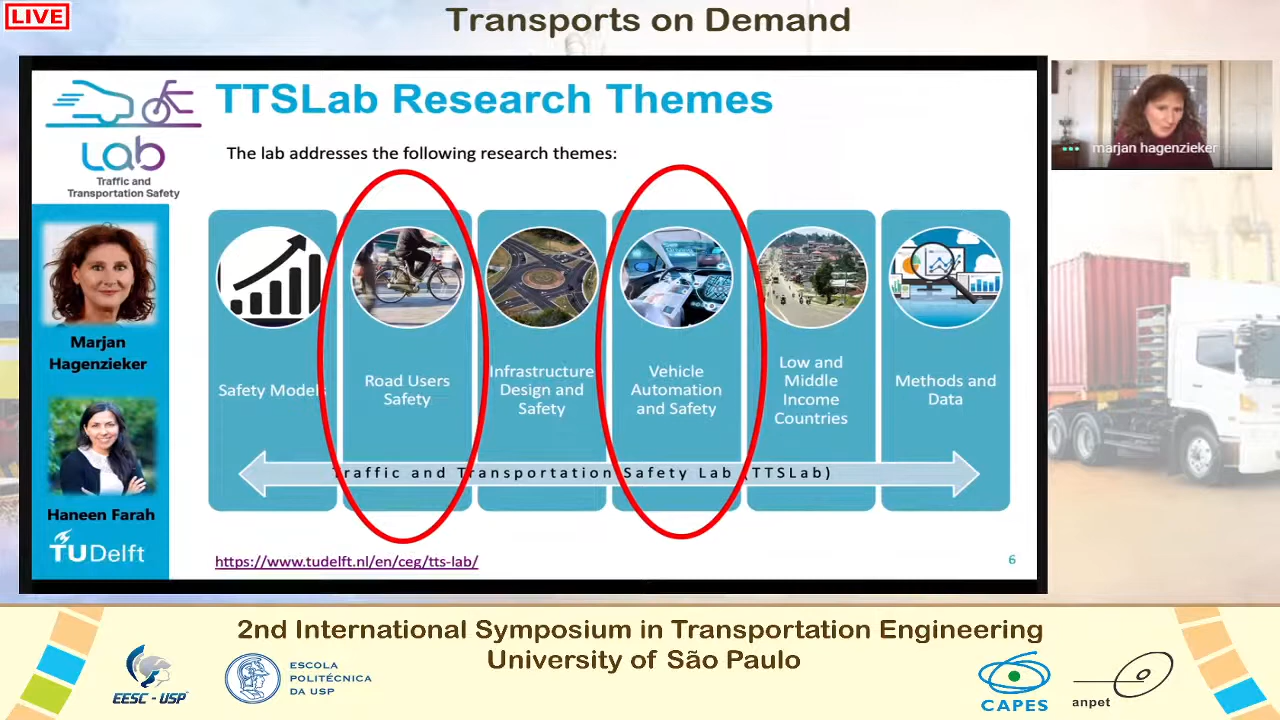 LIVE
Transports on Demand
TTSLab Research Themes
Lab
Traffic and
Transportation Safety
The lab addresses the following research themes:
marjan hagenzieker
Marjan
Hagenzieker
Haneen Farah
TUDelft
Safety Models
Road Users
Safety
Infrastructure
Design and
Safety
Vehicle
Automation
and Safety
Low and
Middle
Income
Countries
Methods and
Data
Traffic and Transportation Safety Lab (TTSLab)
https://www.tudelft.nl/en/ceg/tts-lab/
6
2nd International Symposium in Transportation Engineering
University of São Paulo
EESC - USP
ESCOLA
POLITÉCNICA
DA USP
CAPES
anpet